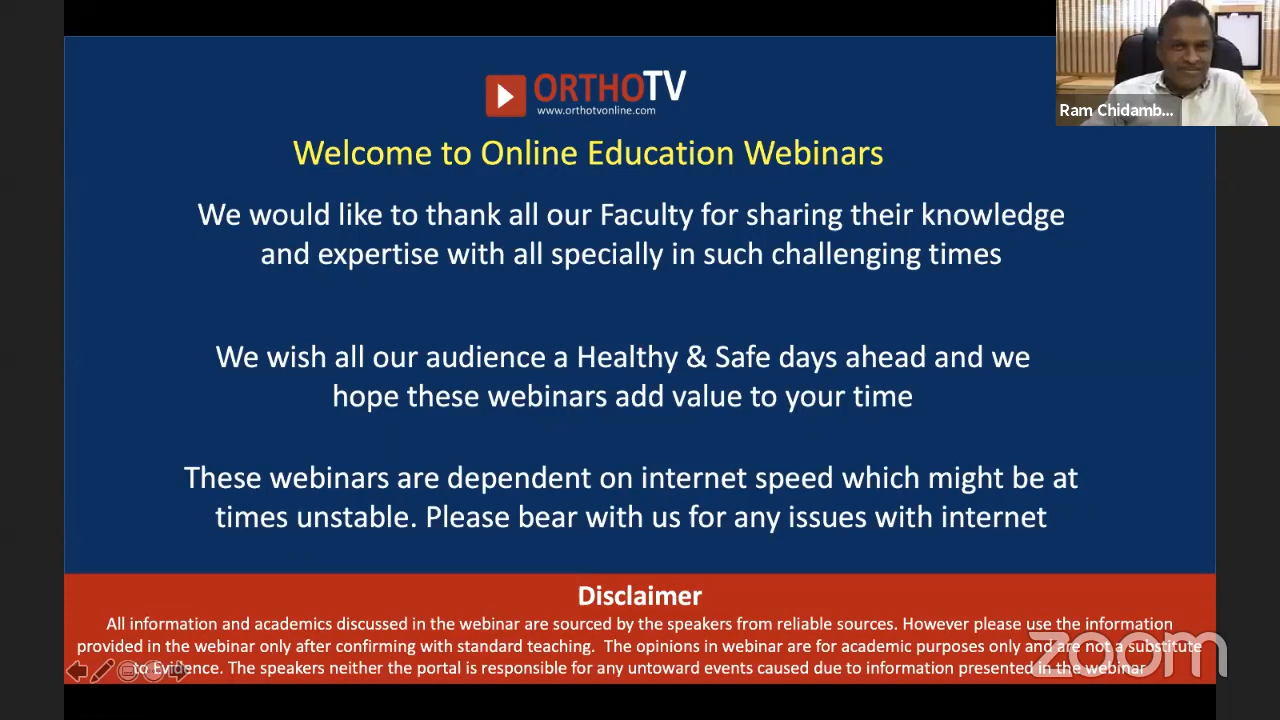 ORTHOTV
www.orthotvonline.com
Ram Chidamb...
Welcome to Online Education Webinars
We would like to thank all our Faculty for sharing their knowledge
and expertise with all specially in such challenging times
We wish all our audience a Healthy & Safe days ahead and we
hope these webinars add value to your time
These webinars are dependent on internet speed which might be at
times unstable. Please bear with us for any issues with internet
Disclaimer
All information and academics discussed in the webinar are sourced by the speakers from reliable sources. However please use the information
provided in the webinar only after confirming with standard teaching. The opinions in webinar are for academic purposes only and are not a substitute
to Evidence. The speakers neither the portal is responsible for any untoward events caused due to information presented in the webinar
zoom